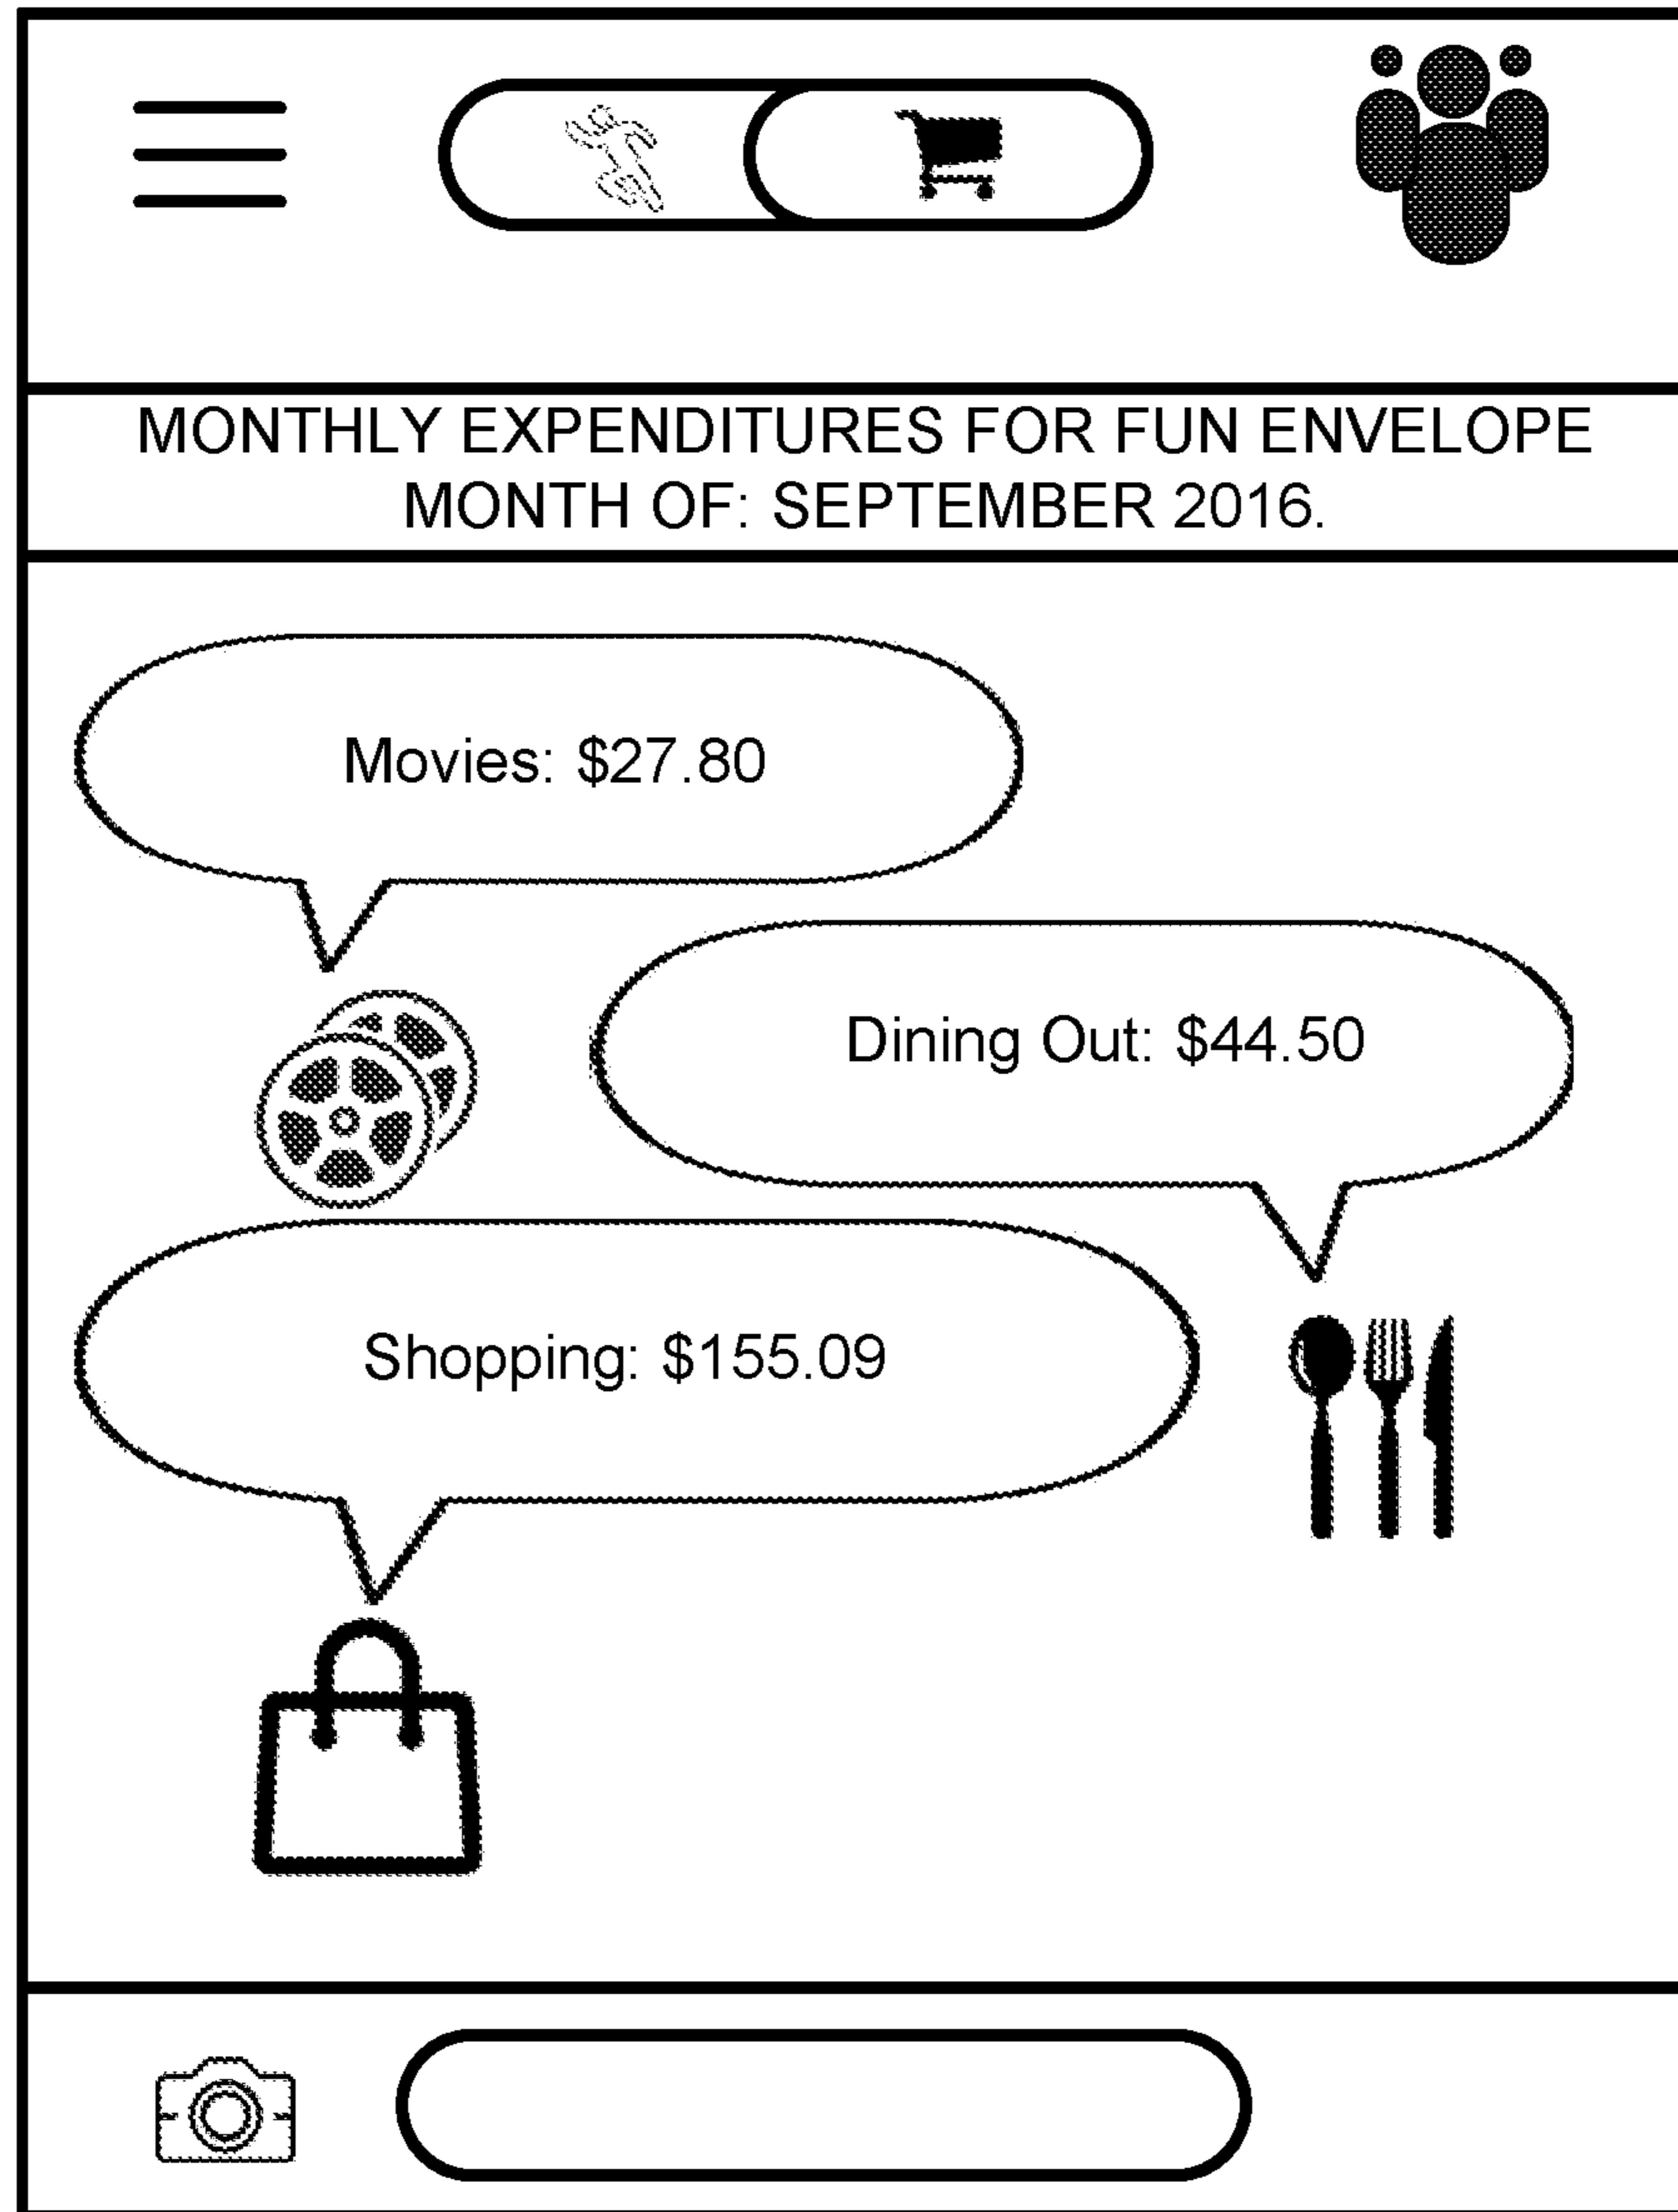 MONTHLY EXPENDITURES FOR FUN ENVELOPE
MONTH OF: SEPTEMBER 2016.
Movies: $27.80
Dining Out: $44.50
Shopping: $155.09